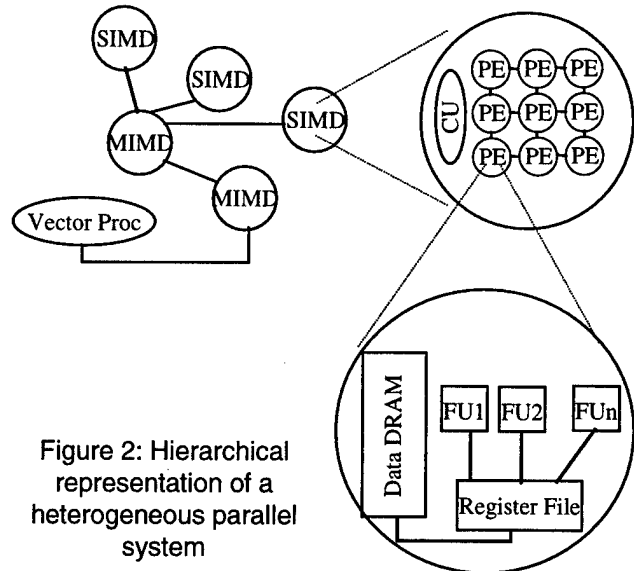 SIMD
SIMD
SIMD
MIMD
MIMD
Vector Proc
CU
PE PE PE
PE PE PE
PE PE PE
Data DRAM
FU1 FU2 FUn
Register File
Figure 2: Hierarchical
representation of a
heterogeneous parallel
system